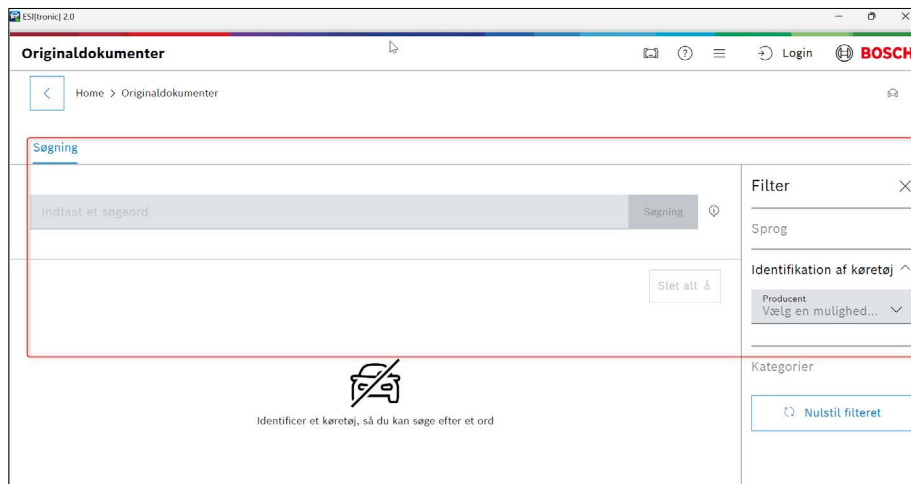 ESI[tronic] 2.0
Originaldokumenter
Login
BOSCH
Home > Originaldokumenter
Søgning
Indtast et søgeord
Søgning
Slet alt
Identificer et køretøj, så du kan søge efter et ord
Filter
Sprog
Identifikation af køretøj
Producent
Vælg en mulighed...
Kategorier
Nulstil filteret